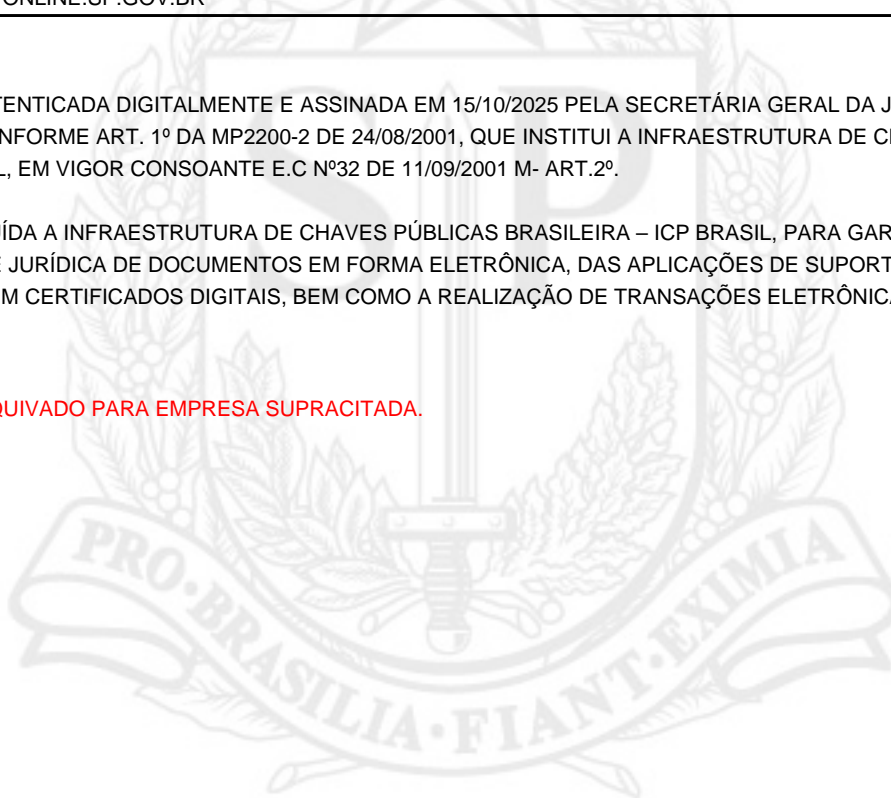 TENTICADA DIGITALMENTE E ASSINADA EM 15/10/2025 PELA SECRETÁRIA GERAL DA J
NFORME ART. 1º DA MP2200-2 DE 24/08/2001, QUE INSTITUI A INFRAESTRUTURA DE C
L, EM VIGOR CONSOANTE E.C Nº32 DE 11/09/2001 M- ART.2º.
ÍDA A INFRAESTRUTURA DE CHAVES PÚBLICAS BRASILEIRA – ICP BRASIL, PARA GAR
E JURÍDICA DE DOCUMENTOS EM FORMA ELETRÔNICA, DAS APLICAÇÕES DE SUPORT
M CERTIFICADOS DIGITAIS, BEM COMO A REALIZAÇÃO DE TRANSAÇÕES ELETRÔNICA
QUIVADO PARA EMPRESA SUPRACITADA.
SP
PRO·BRASILIA·FIANT·EXIMIA